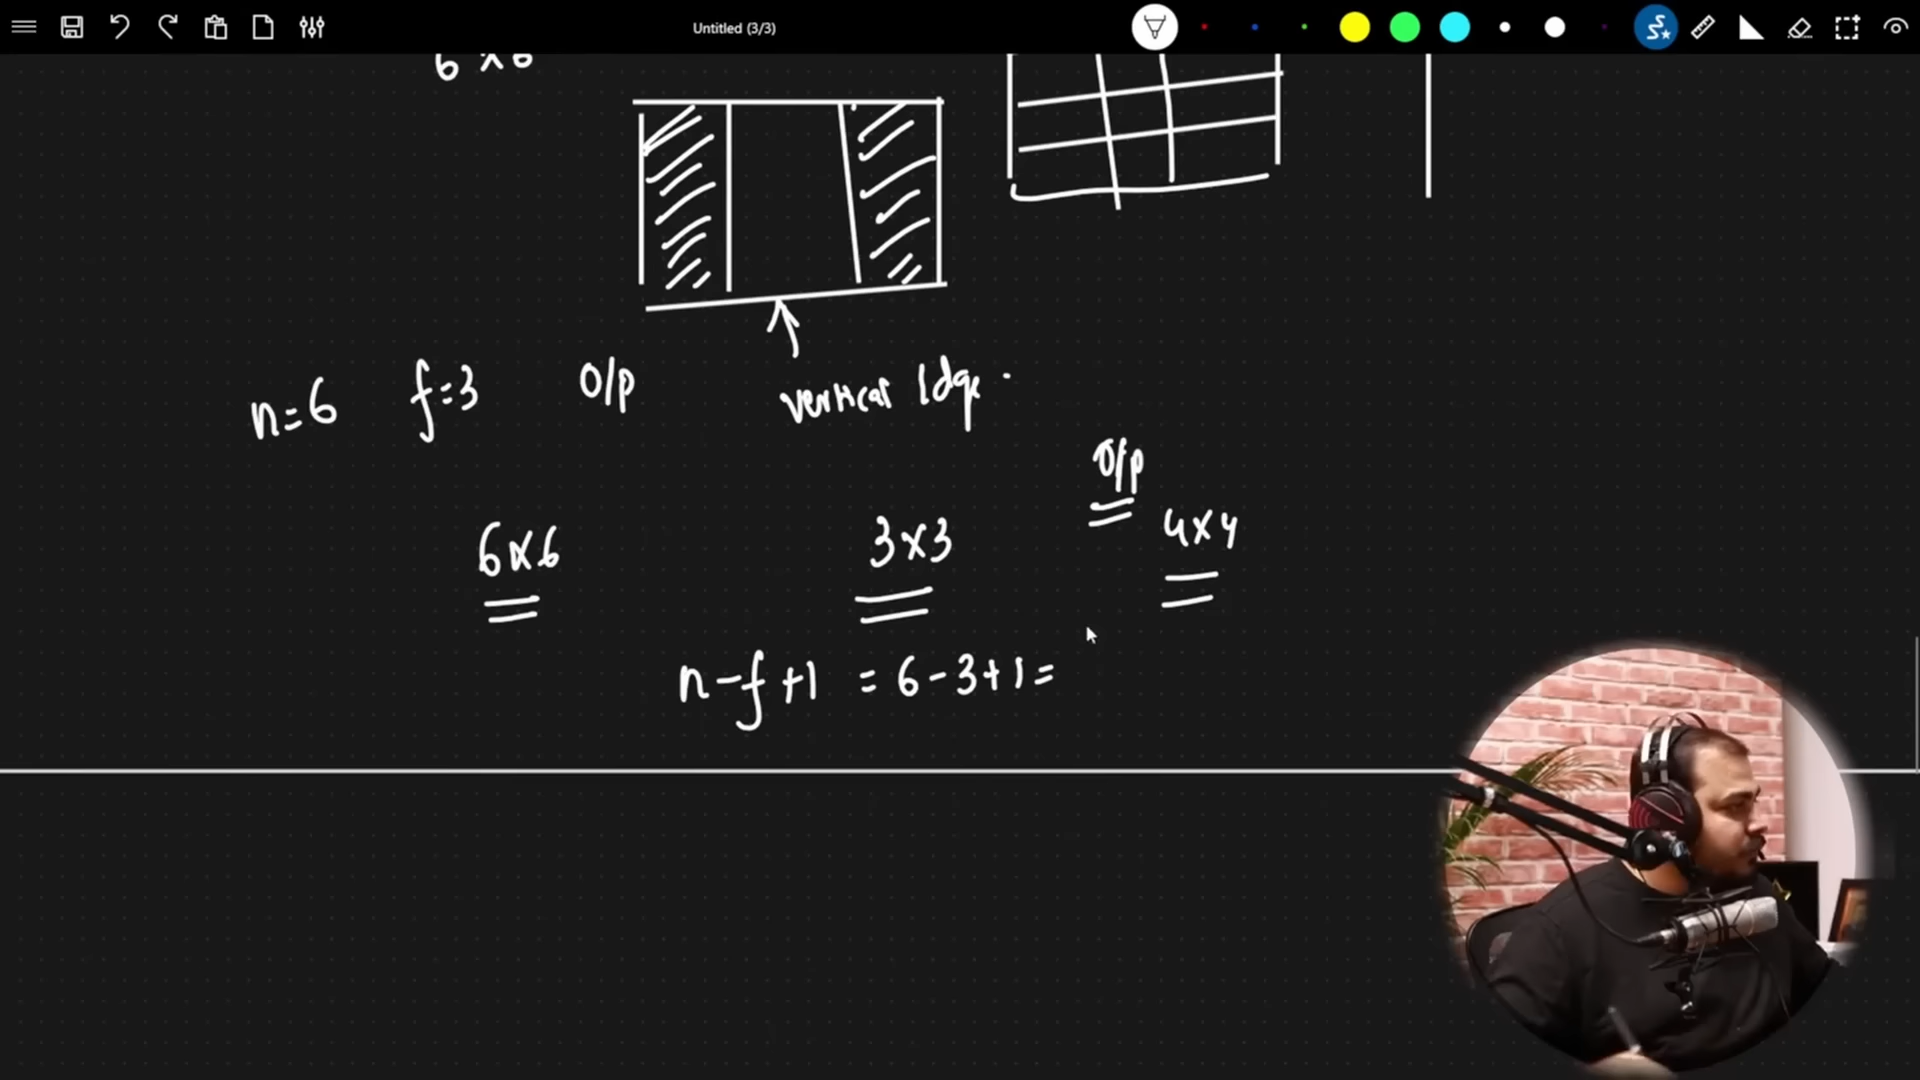 Untitled (3/3)
6 x 6
n=6 f=3 O/p
vertical Edge.
O/p
6x6 3x3 4x4
n-f+1 = 6-3+1=